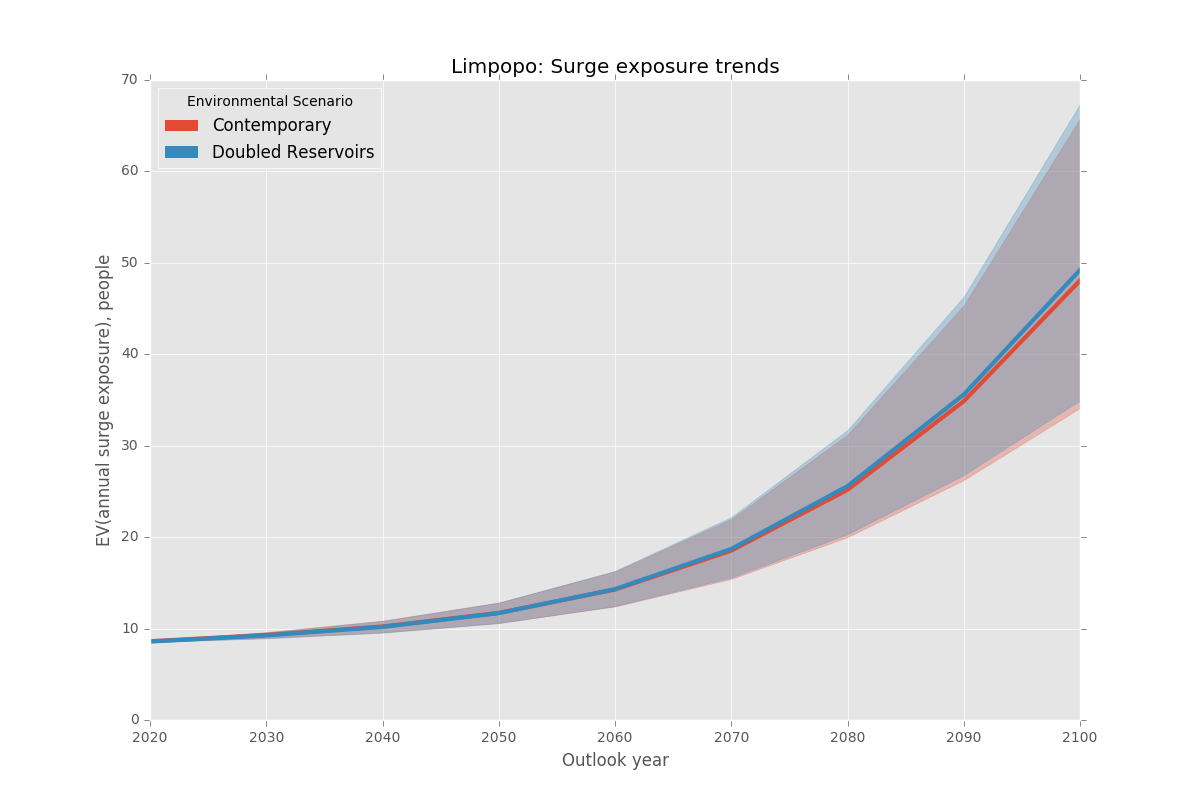 Limpopo: Surge exposure trends
Environmental Scenario
Contemporary
Doubled Reservoirs
EV(annual surge exposure), people
70
60
50
40
30
20
10
0
2020 2030 2040 2050 2060 2070 2080 2090 2100
Outlook year